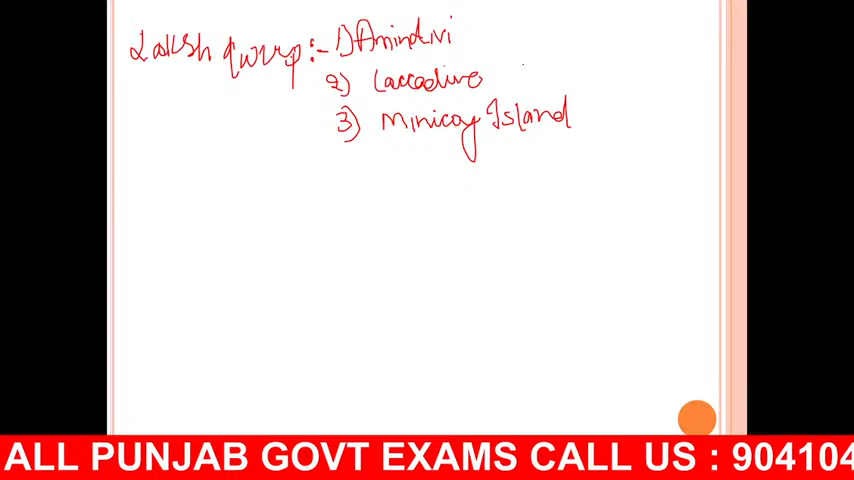 Lakshdweep :- 1) Amindivi
2) Laccadive
3) Minicoy Island
ALL PUNJAB GOVT EXAMS CALL US : 904104